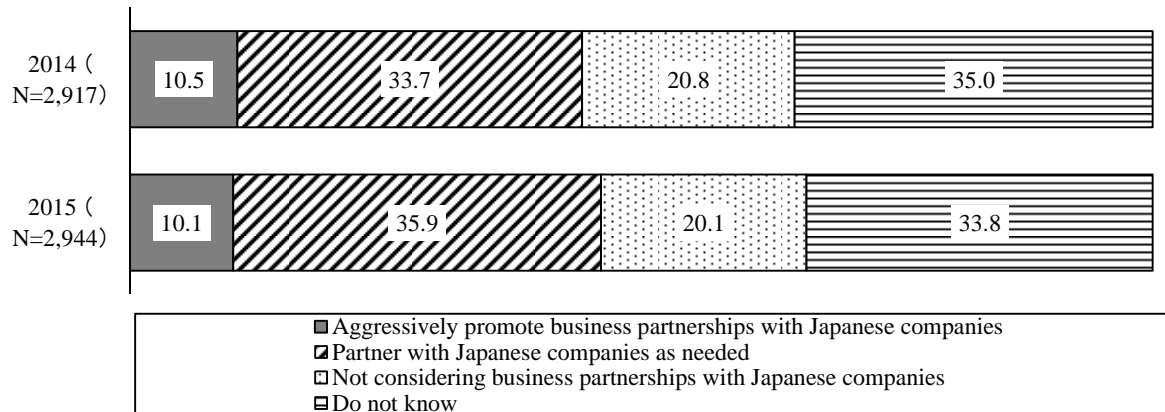 2014（
N=2,917）
10.5
33.7
20.8
35.0
2015（
N=2,944）
10.1
35.9
20.1
33.8
Aggressively promote business partnerships with Japanese companies
Partner with Japanese companies as needed
Not considering business partnerships with Japanese companies
Do not know